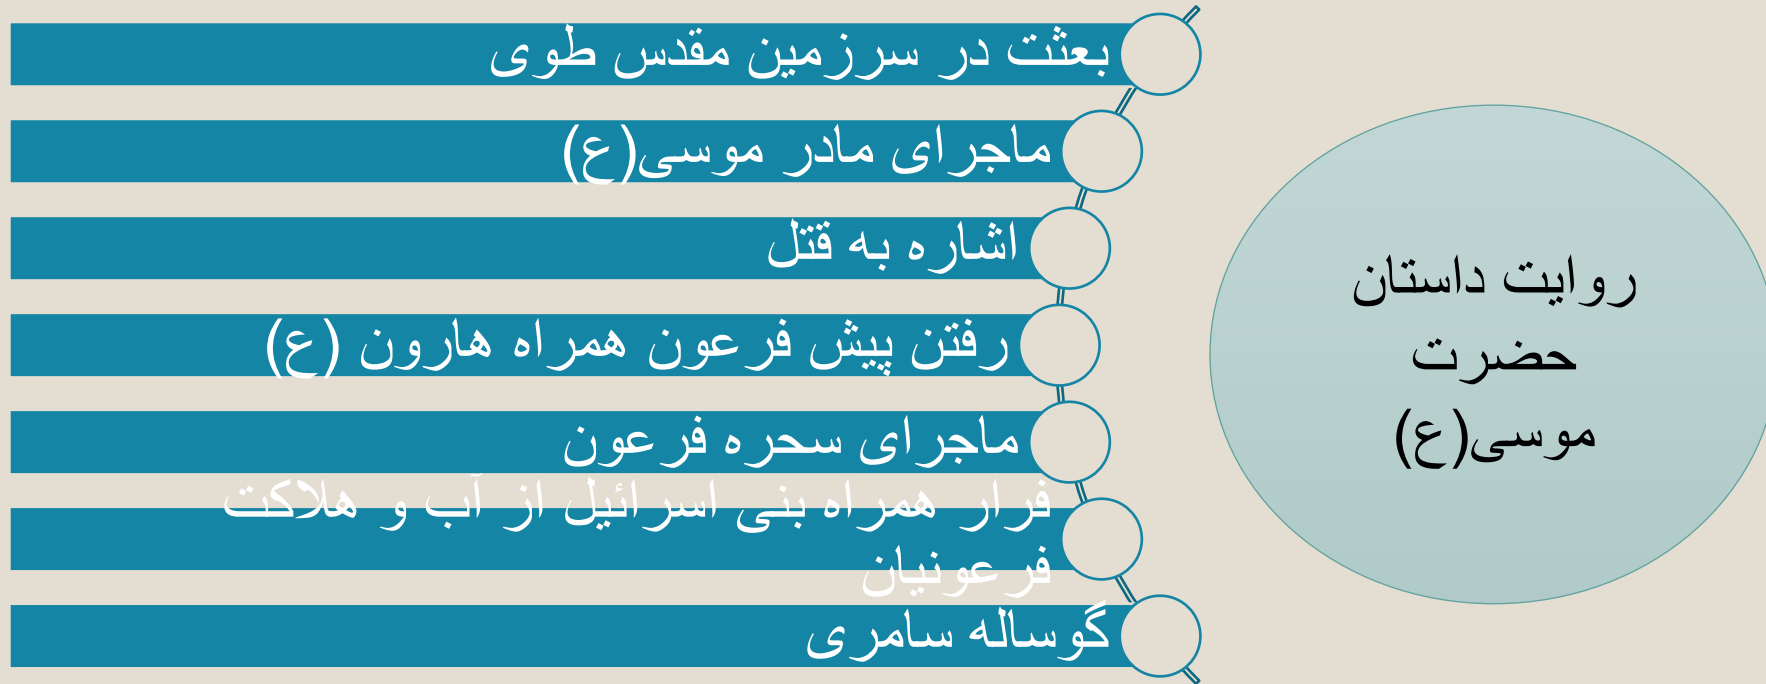 بعثت در سرزمین مقدس طوی
ماجرای مادر موسی(ع)
اشاره به قتل
رفتن پیش فرعون همراه هارون (ع)
ماجرای سحره فرعون
فرار همراه بنی اسرائیل از آب و هلاکت
فرعونیان
گوساله سامری
روایت داستان
حضرت
موسی(ع)